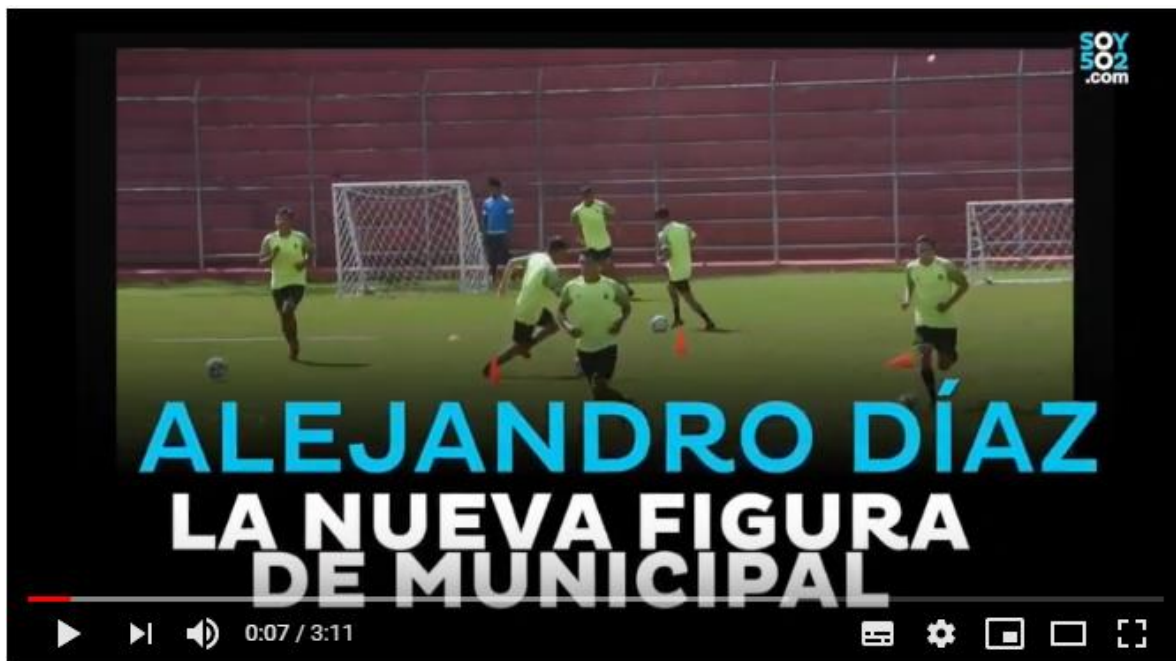 SOY
502
.com
ALEJANDRO DÍAZ
LA NUEVA FIGURA
DE MUNICIPAL
0:07 / 3:11